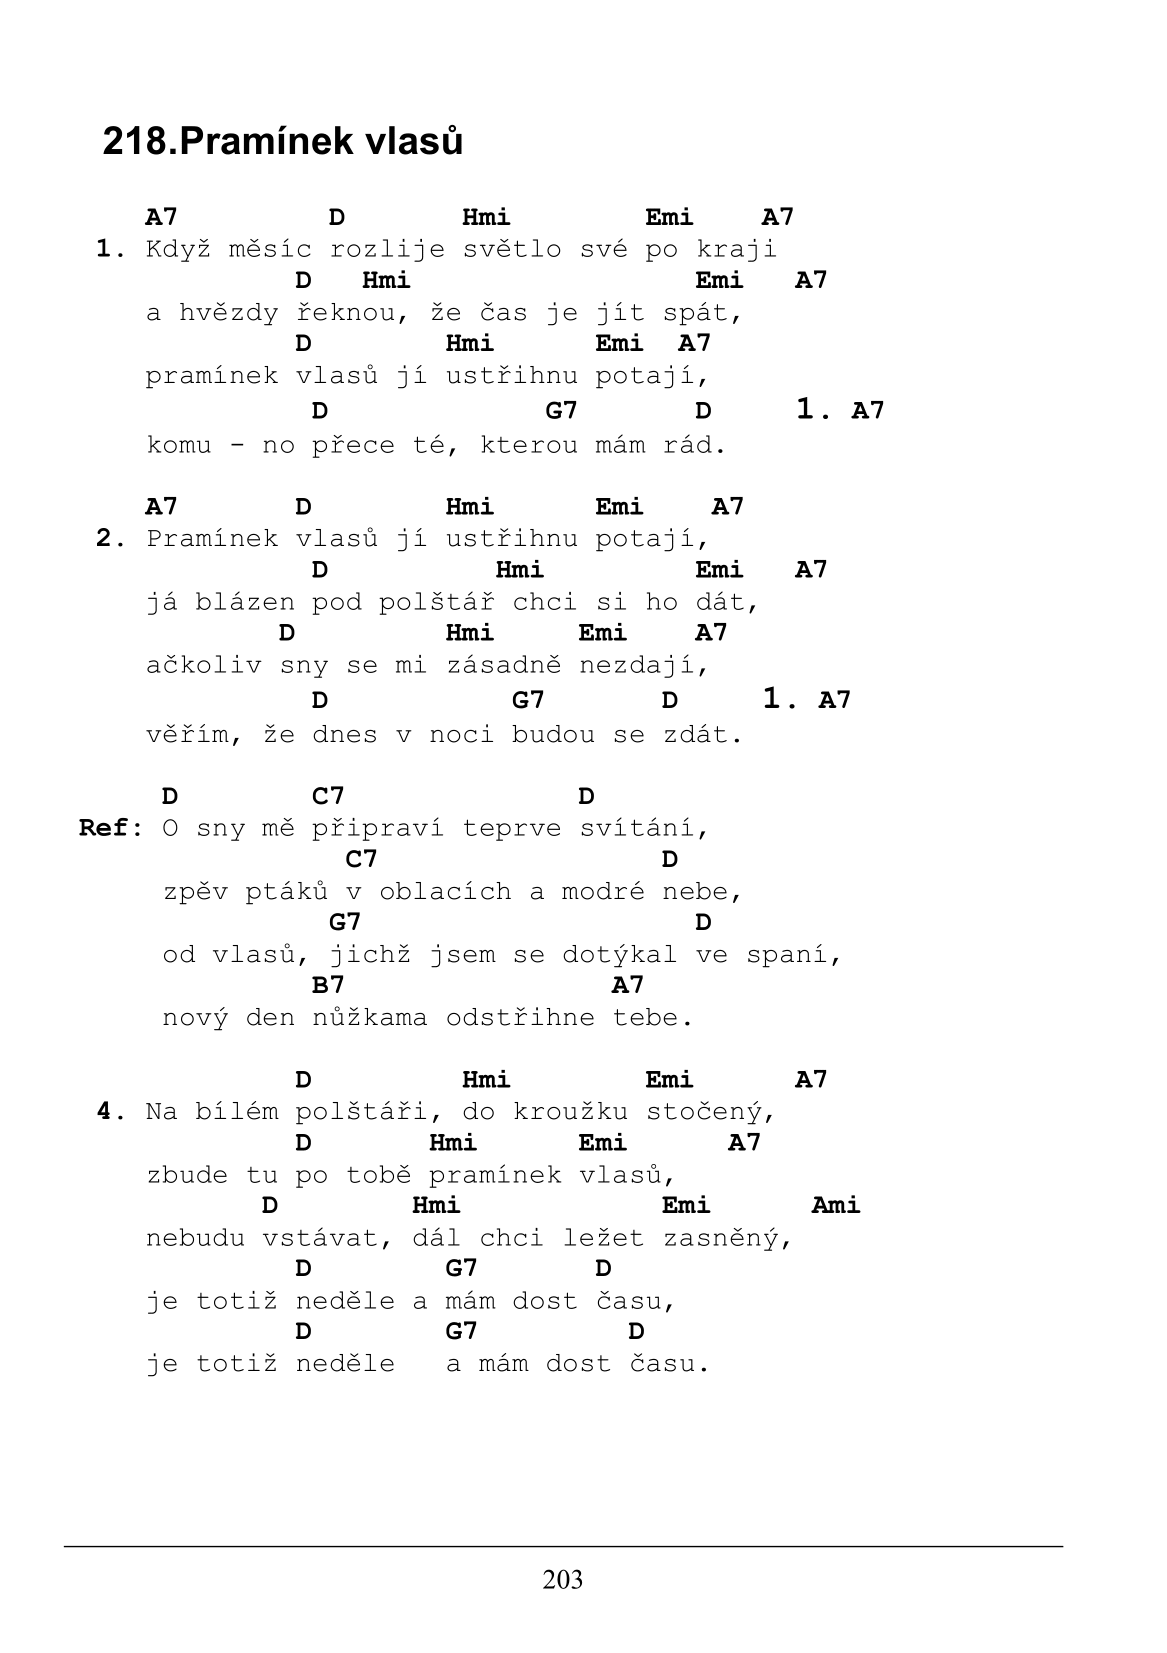 218.Pramínek vlasů
A7 D Hmi Emi A7
1. Když měsíc rozlije světlo své po kraji
D Hmi Emi A7
a hvězdy řeknou, že čas je jít spát,
D Hmi Emi A7
pramínek vlasů jí ustřihnu potají,
D G7 D 1. A7
komu - no přece té, kterou mám rád.
A7 D Hmi Emi A7
2. Pramínek vlasů jí ustřihnu potají,
D Hmi Emi A7
já blázen pod polštář chci si ho dát,
D Hmi Emi A7
ačkoliv sny se mi zásadně nezdají,
D G7 D 1. A7
věřím, že dnes v noci budou se zdát.
D C7 D
Ref: O sny mě připraví teprve svítání,
C7 D
zpěv ptáků v oblacích a modré nebe,
G7 D
od vlasů, jichž jsem se dotýkal ve spaní,
B7 A7
nový den nůžkama odstřihne tebe.
D Hmi Emi A7
4. Na bílém polštáři, do kroužku stočený,
D Hmi Emi A7
zbude tu po tobě pramínek vlasů,
D Hmi Emi Ami
nebudu vstávat, dál chci ležet zasněný,
D G7 D
je totiž neděle a mám dost času,
D G7 D
je totiž neděle a mám dost času.
203